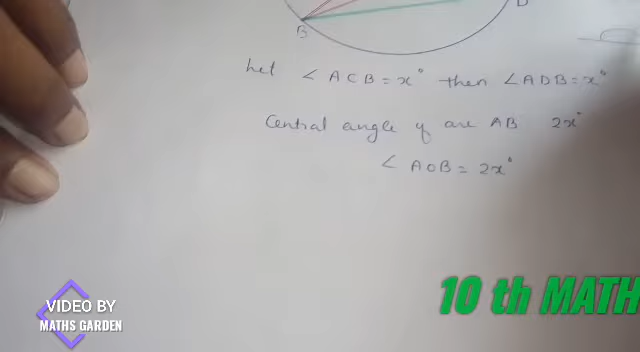 B
D
Let ∠ ACB = x° then ∠ADB = x°
Central angle of arc AB 2x°
∠ AOB = 2x°
10 th MATH
VIDEO BY
MATHS GARDEN